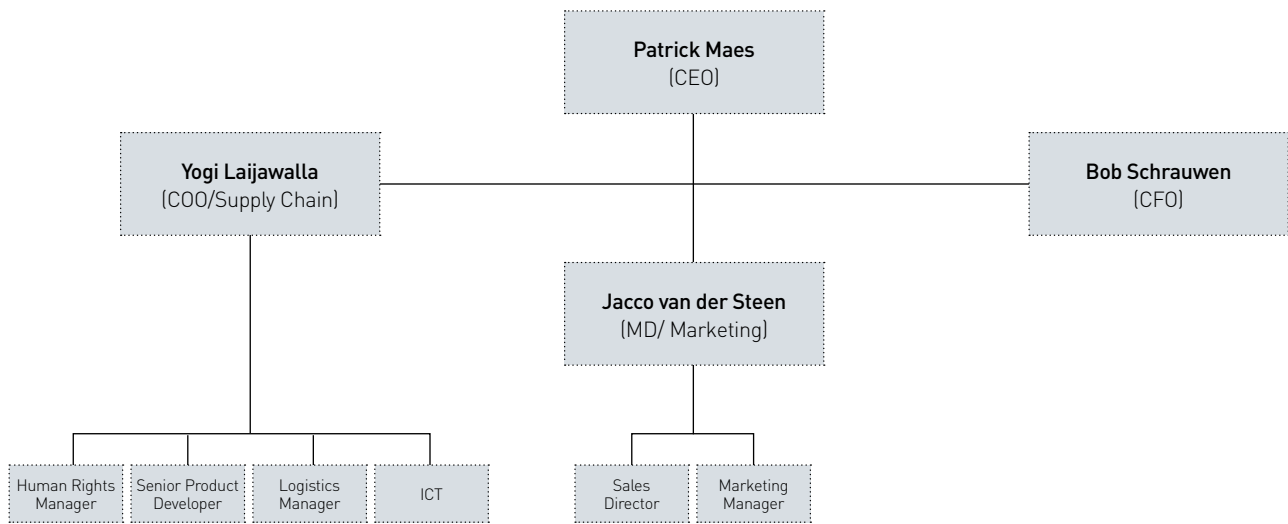 Patrick Maes
(CEO)
Yogi Laijawalla
(COO/Supply Chain)
Bob Schrauwen
(CFO)
Jacco van der Steen
(MD/ Marketing)
Human Rights
Manager
Senior Product
Developer
Logistics
Manager
ICT
Sales
Director
Marketing
Manager